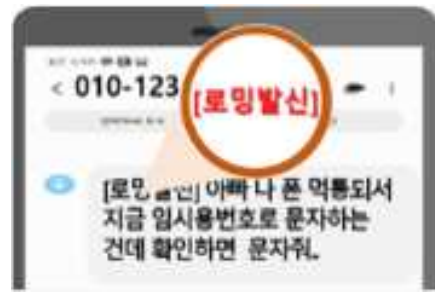 010-123
[로밍발신]
[로밍발신] 아빠 나 폰 먹통되서
지금 임시용번호로 문자하는
건데 확인하면 문자줘.